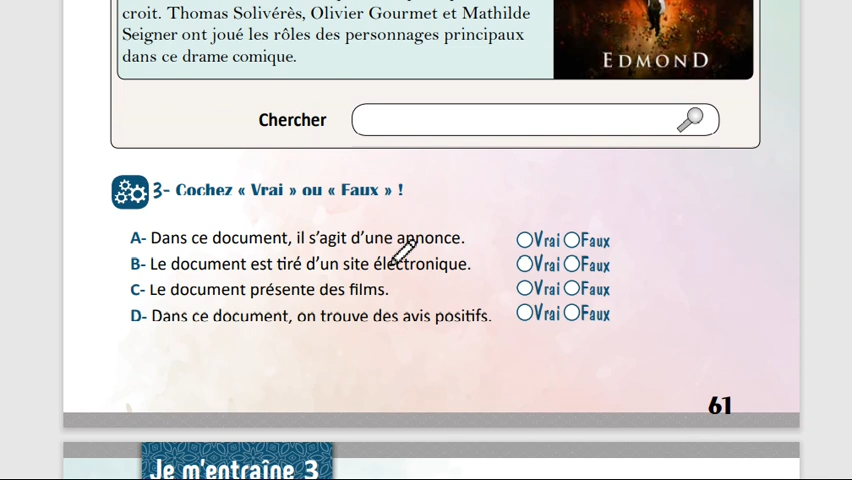 croit. Thomas Solivérès, Olivier Gourmet et Mathilde
Seigner ont joué les rôles des personnages principaux
dans ce drame comique.
EDMOND
Chercher
3- Cochez « Vrai » ou « Faux » !
A- Dans ce document, il s’agit d’une annonce. Vrai Faux
B- Le document est tiré d’un site électronique. Vrai Faux
C- Le document présente des films. Vrai Faux
D- Dans ce document, on trouve des avis positifs. Vrai Faux
61
Je m'entraîne 3